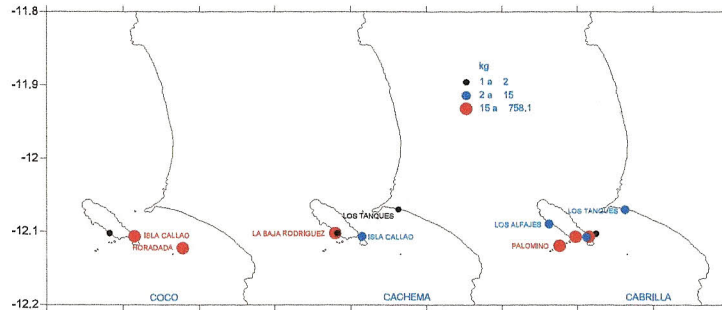 -11.8
-11.9
-12
-12.1
-12.2
kg
1 a 2
2 a 15
15 a 758.1
ISLA CALLAO
HORADADA
COCO
LOS TANQUES
LA BAJA RODRÍGUEZ
ISLA CALLAO
CACHEMA
LOS TANQUES
LOS ALFAJES
PALOMINO
CABRILLA